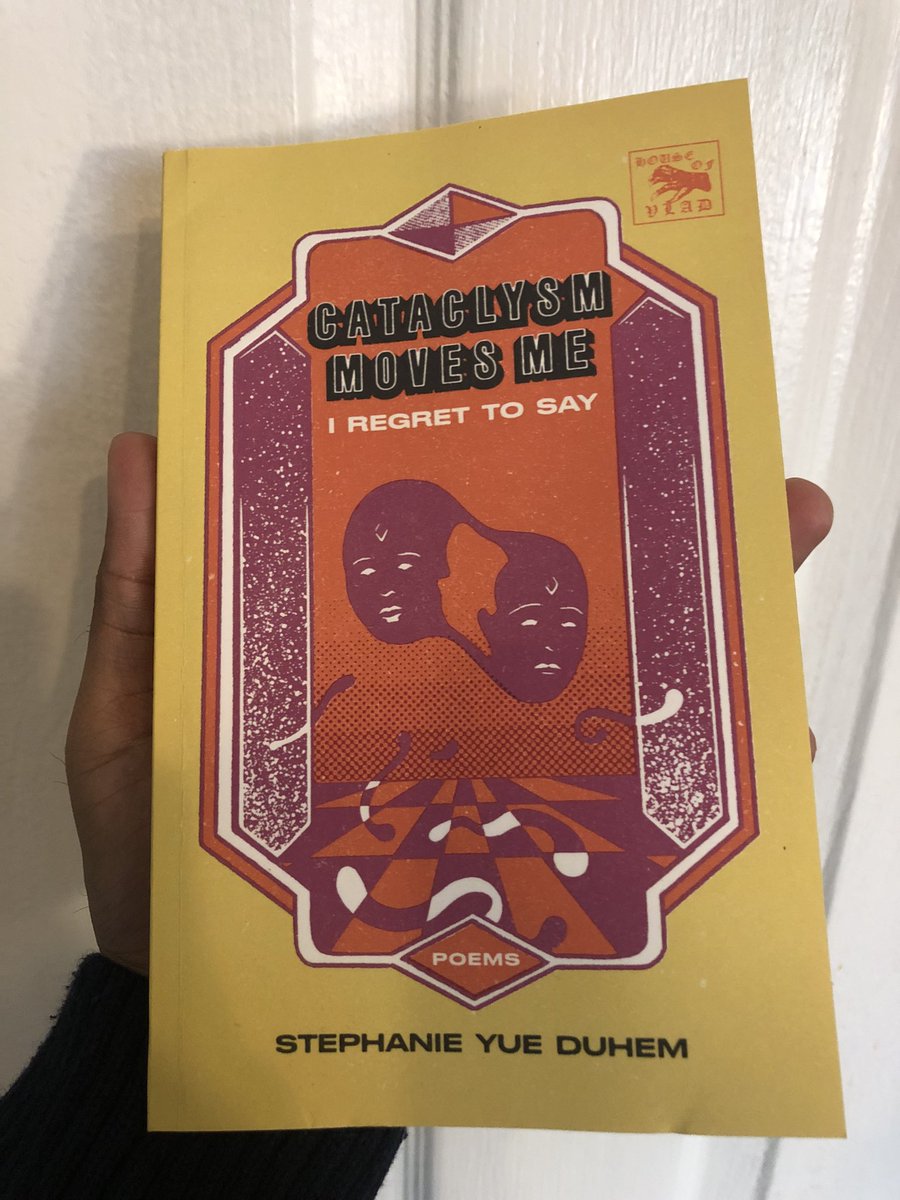 HOUSE OF
VLAD
CATACLYSM
MOVES ME
I REGRET TO SAY
POEMS
STEPHANIE YUE DUHEM